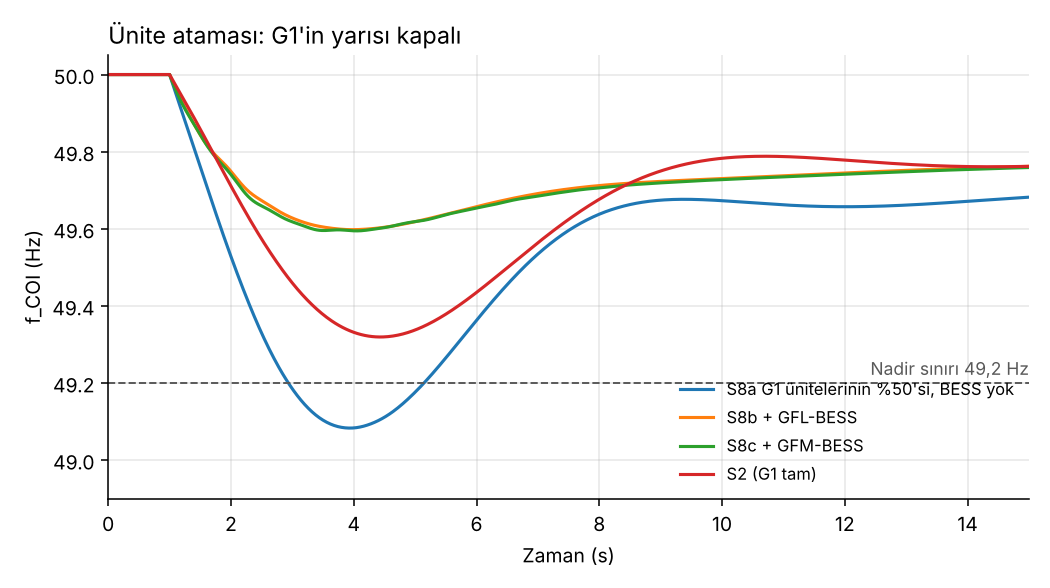 Ünite ataması: G1'in yarısı kapalı
f_COI (Hz)
50.0
49.8
49.6
49.4
49.2
49.0
Nadir sınırı 49,2 Hz
S8a G1 ünitelerinin %50'si, BESS yok
S8b + GFL-BESS
S8c + GFM-BESS
S2 (G1 tam)
0 2 4 6 8 10 12 14
Zaman (s)